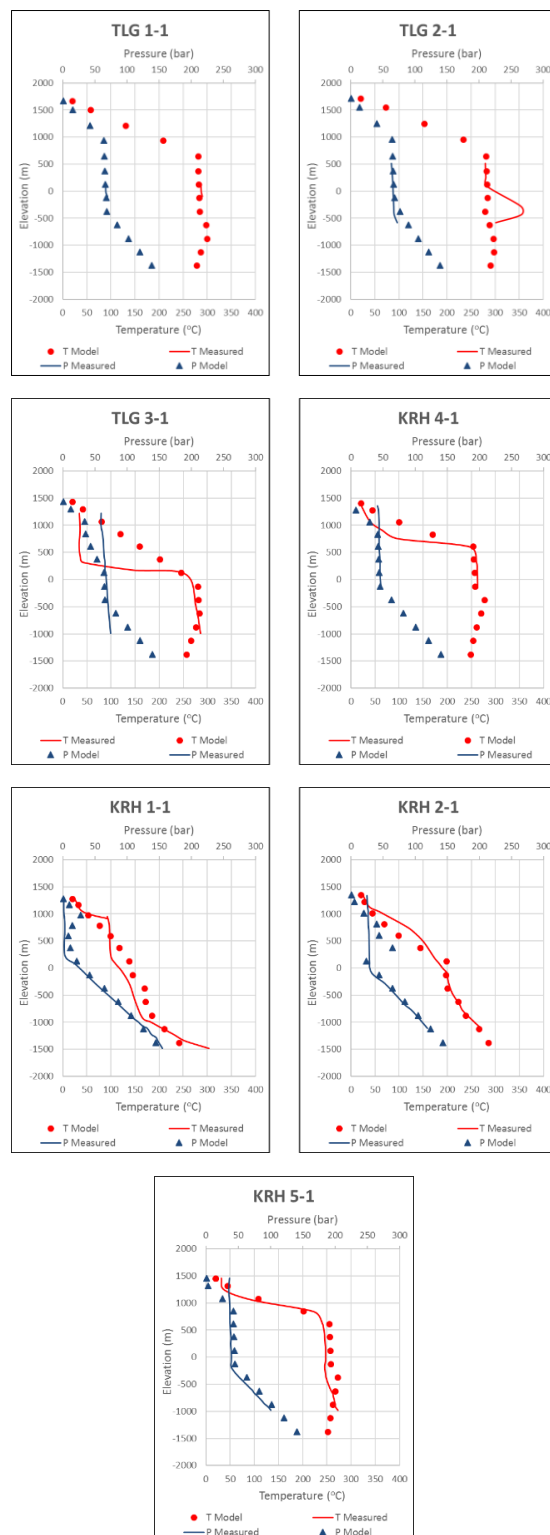 TLG 1-1
Pressure (bar)
0 50 100 150 200 250 300
2000
1500
1000
500
0
-500
-1000
-1500
-2000
Elevation (m)
0 50 100 150 200 250 300 350 400
Temperature (°C)
T Model T Measured
P Measured P Model
TLG 2-1
Pressure (bar)
0 50 100 150 200 250 300
2000
1500
1000
500
0
-500
-1000
-1500
-2000
Elevation (m)
0 50 100 150 200 250 300 350 400
Temperature (°C)
T Model T Measured
P Measured P Model
TLG 3-1
Pressure (bar)
0 50 100 150 200 250 300
2000
1500
1000
500
0
-500
-1000
-1500
-2000
Elevation (m)
0 50 100 150 200 250 300 350 400
Temperature (°C)
T Measured T Model
P Model P Measured
KRH 4-1
Pressure (bar)
0 50 100 150 200 250 300
2000
1500
1000
500
0
-500
-1000
-1500
-2000
Elevation (m)
0 50 100 150 200 250 300 350 400
Temperature (°C)
T Measured T Model
P Model P Measured
KRH 1-1
Pressure (bar)
0 50 100 150 200 250 300
2000
1500
1000
500
0
-500
-1000
-1500
-2000
Elevation (m)
0 50 100 150 200 250 300 350 400
Temperature (°C)
T Model T Measured
P Measured P Model
KRH 2-1
Pressure (bar)
0 50 100 150 200 250 300
2000
1500
1000
500
0
-500
-1000
-1500
-2000
Elevation (m)
0 50 100 150 200 250 300 350 400
Temperature (°C)
T Model T Measured
P Measured P Model
KRH 5-1
Pressure (bar)
0 50 100 150 200 250 300
2000
1500
1000
500
0
-500
-1000
-1500
-2000
Elevation (m)
0 50 100 150 200 250 300 350 400
Temperature (°C)
T Model T Measured
P Measured P Model